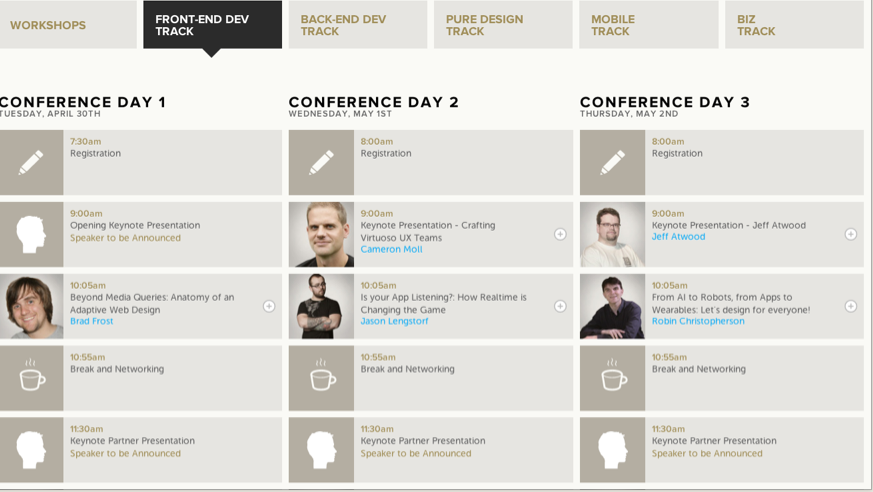 WORKSHOPS
FRONT-END DEV
TRACK
BACK-END DEV
TRACK
PURE DESIGN
TRACK
MOBILE
TRACK
BIZ
TRACK
CONFERENCE DAY 1
TUESDAY, APRIL 30TH
7:30am
Registration
9:00am
Opening Keynote Presentation
Speaker to be Announced
10:05am
Beyond Media Queries: Anatomy of an
Adaptive Web Design
Brad Frost
10:55am
Break and Networking
11:30am
Keynote Partner Presentation
Speaker to be Announced
CONFERENCE DAY 2
WEDNESDAY, MAY 1ST
8:00am
Registration
9:00am
Keynote Presentation - Crafting
Virtuoso UX Teams
Cameron Moll
10:05am
Is your App Listening?: How Realtime is
Changing the Game
Jason Lengstorf
10:55am
Break and Networking
11:30am
Keynote Partner Presentation
Speaker to be Announced
CONFERENCE DAY 3
THURSDAY, MAY 2ND
8:00am
Registration
9:00am
Keynote Presentation - Jeff Atwood
Jeff Atwood
10:05am
From AI to Robots, from Apps to
Wearables: Let's design for everyone!
Robin Christopherson
10:55am
Break and Networking
11:30am
Keynote Partner Presentation
Speaker to be Announced